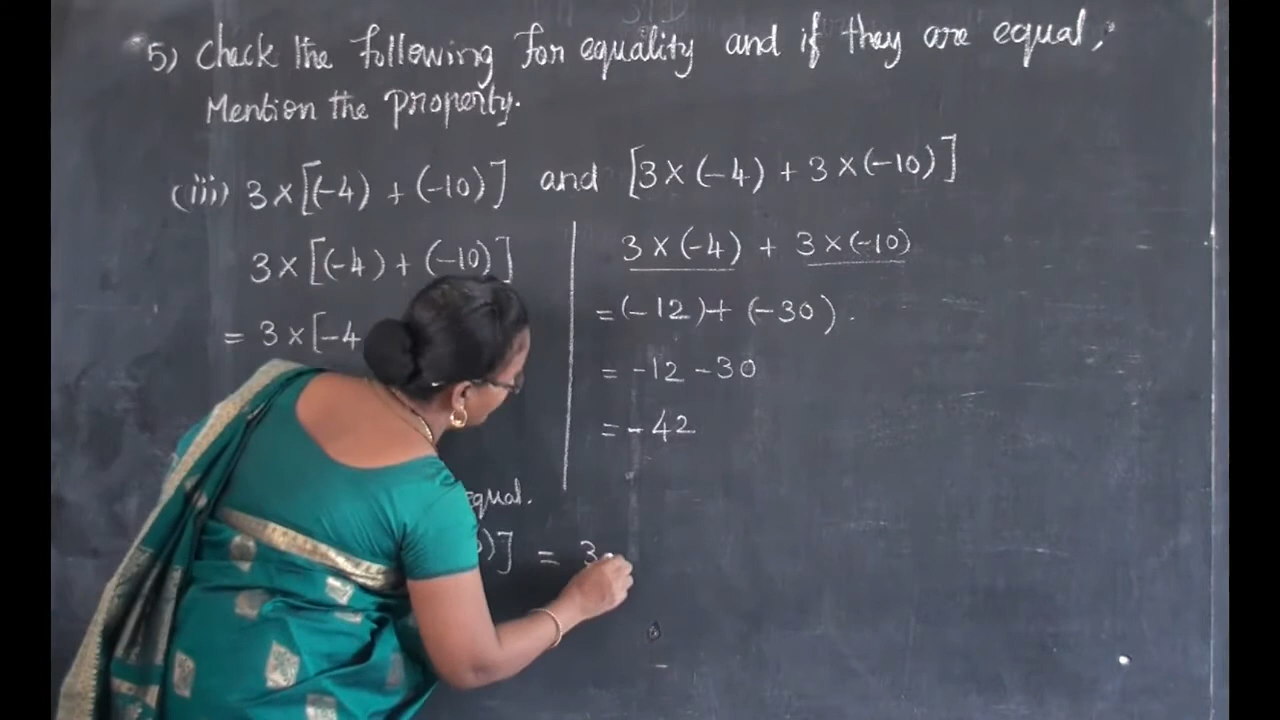 5) Check the following for equality and if they are equal,
Mention the property.
(iii) 3×[(-4) + (-10)] and [3×(-4) + 3×(-10)]
3×[(-4)+(-10)]
= 3×[-4
equal.
)] = 3
3×(-4) + 3×(-10)
=(-12)+(-30).
= -12 -30
= -42